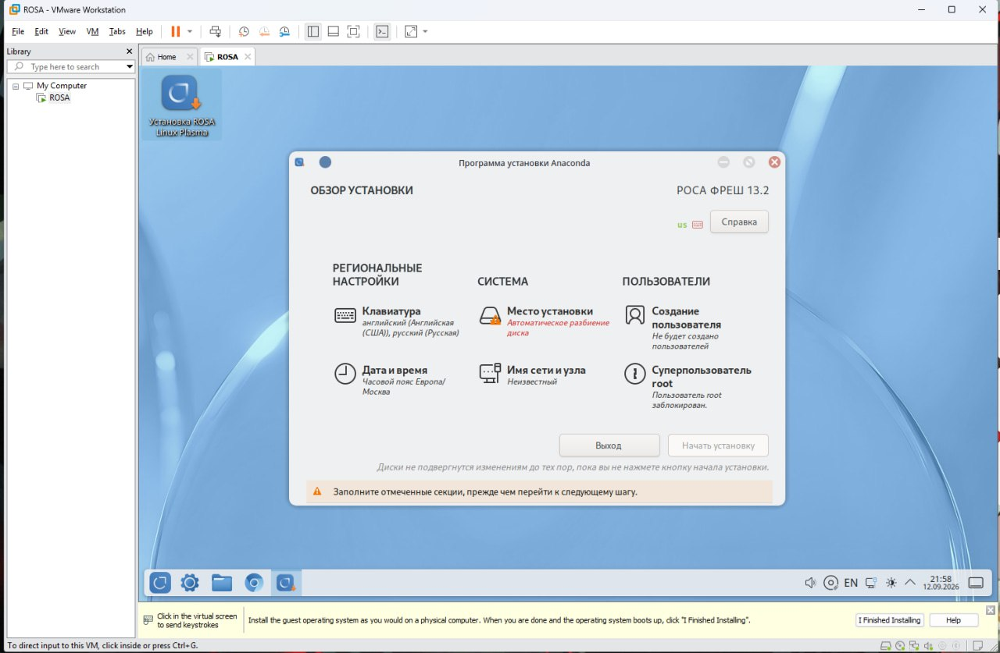 ROSA - VMware Workstation
File Edit View VM Tabs Help
Library
Type here to search
My Computer
ROSA
Home
ROSA
Установка ROSA
Linux Plasma
Программа установки Anaconda
ОБЗОР УСТАНОВКИ
РОСА ФРЕШ 13.2
us
Справка
РЕГИОНАЛЬНЫЕ
НАСТРОЙКИ
Клавиатура
английский (Английская
(США)), русский (Русская)
Дата и время
Часовой пояс Европа/
Москва
СИСТЕМА
Место установки
Автоматическое разбиение
диска
Имя сети и узла
Неизвестный
ПОЛЬЗОВАТЕЛИ
Создание
пользователя
Не будет создано
пользователей
Суперпользователь
root
Пользователь root
заблокирован.
Выход
Начать установку
Диски не подвергнутся изменениям до тех пор, пока вы не нажмете кнопку начала установки.
Заполните отмеченные секции, прежде чем перейти к следующему шагу.
EN
21:58
12.09.2026
Click in the virtual screen
to send keystrokes
Install the guest operating system as you would on a physical computer. When you are done and the operating system boots up, click "I Finished Installing".
I Finished Installing
Help
To direct input to this VM, click inside or press Ctrl+G.